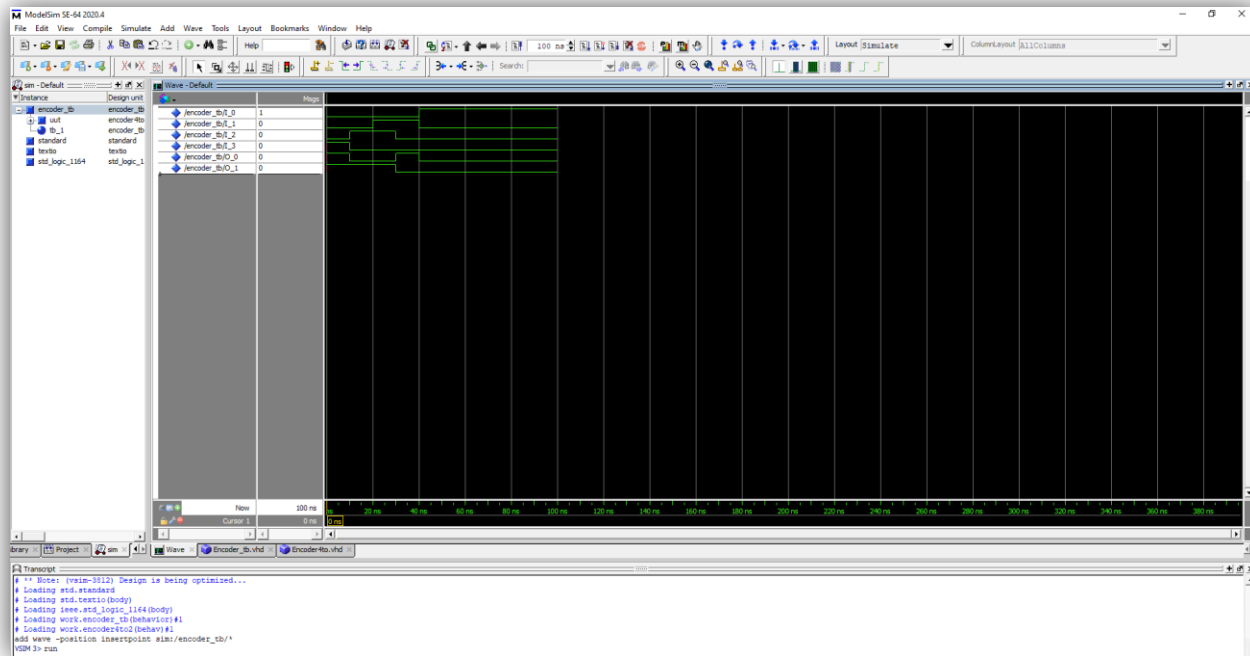 ModelSim SE-64 2020.4
File Edit View Compile Simulate Add Wave Tools Layout Bookmarks Window Help
Help
100 ns
Layout Simulate
ColumnLayout AllColumns
Search:
sim - Default
Wave - Default
Instance Design unit
Msgs
encoder_tb encoder_tb
uut encoder4to
tb_1 encoder_tb
standard standard
textio textio
std_logic_1164 std_logic_1
/encoder_tb/I_0 1
/encoder_tb/I_1 0
/encoder_tb/I_2 0
/encoder_tb/I_3 0
/encoder_tb/O_0 0
/encoder_tb/O_1 0
Now 100 ns
ns 20 ns 40 ns 60 ns 80 ns 100 ns 120 ns 140 ns 160 ns 180 ns 200 ns 220 ns 240 ns 260 ns 280 ns 300 ns 320 ns 340 ns 360 ns 380 ns
Cursor 1 0 ns
0 ns
ibrary Project sim Wave Encoder_tb.vhd Encoder4to.vhd
Transcript
# ** Note: (vsim-3812) Design is being optimized...
# Loading std.standard
# Loading std.textio(body)
# Loading ieee.std_logic_1164(body)
# Loading work.encoder_tb(behavior)#1
# Loading work.encoder4to2(behav)#1
add wave -position insertpoint sim:/encoder_tb/*
VSIM 3> run